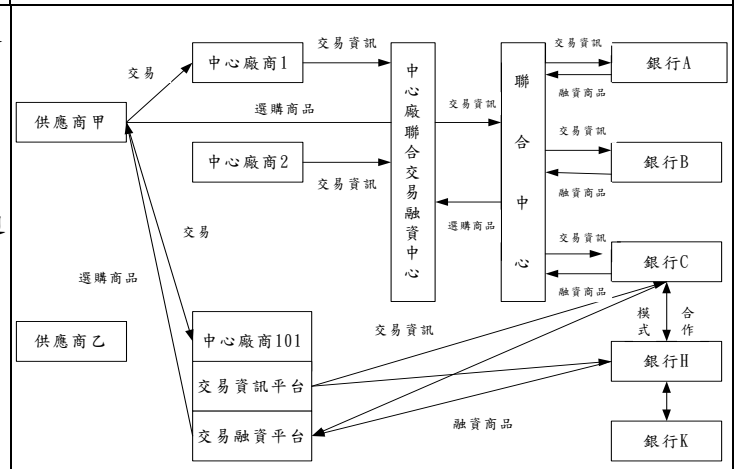 交易資訊
中心廠商1
交易
選購商品
供應商甲
中心廠商2
交易資訊
中心廠聯合交易融資中心
交易資訊
選購商品
聯合中心
交易資訊
融資商品
銀行A
交易資訊
融資商品
銀行B
交易資訊
融資商品
銀行C
交易
選購商品
供應商乙
中心廠商101
交易資訊平台
交易融資平台
交易資訊
融資商品
模式
合作
銀行H
銀行K